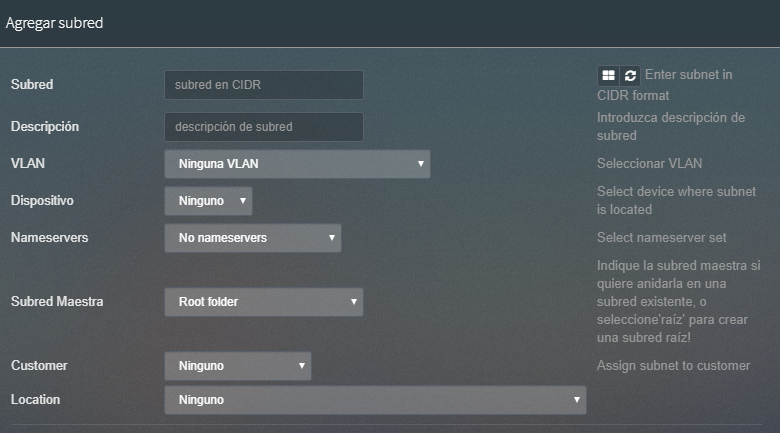 Agregar subred
Subred
subred en CIDR
Enter subnet in
CIDR format
Descripción
descripción de subred
Introduzca descripción de
subred
VLAN
Ninguna VLAN
Seleccionar VLAN
Dispositivo
Ninguno
Select device where subnet
is located
Nameservers
No nameservers
Select nameserver set
Subred Maestra
Root folder
Indique la subred maestra si
quiere anidarla en una
subred existente, o
seleccione'raíz' para crear
una subred raíz!
Customer
Ninguno
Assign subnet to customer
Location
Ninguno